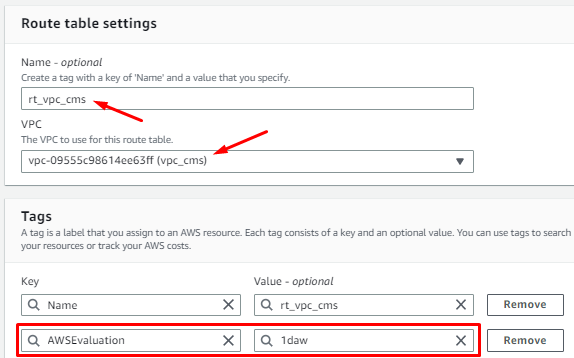 Route table settings
Name - optional
Create a tag with a key of 'Name' and a value that you specify.
rt_vpc_cms
VPC
The VPC to use for this route table.
vpc-09555c98614ee63ff (vpc_cms)
Tags
A tag is a label that you assign to an AWS resource. Each tag consists of a key and an optional value. You can use tags to search
your resources or track your AWS costs.
Key Value - optional
Name rt_vpc_cms Remove
AWSEvaluation 1daw Remove